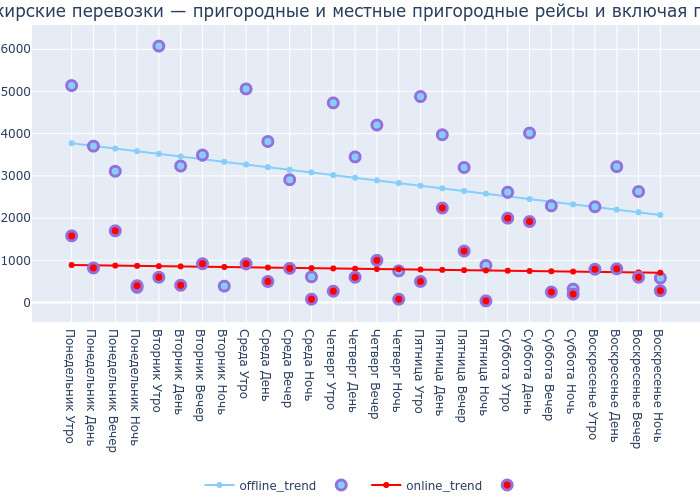 жирские перевозки — пригородные и местные пригородные рейсы и включая
6000
5000
4000
3000
2000
1000
0
Понедельник Утро
Понедельник День
Понедельник Вечер
Понедельник Ночь
Вторник Утро
Вторник День
Вторник Вечер
Вторник Ночь
Среда Утро
Среда День
Среда Вечер
Среда Ночь
Четверг Утро
Четверг День
Четверг Вечер
Четверг Ночь
Пятница Утро
Пятница День
Пятница Вечер
Пятница Ночь
Суббота Утро
Суббота День
Суббота Вечер
Суббота Ночь
Воскресенье Утро
Воскресенье День
Воскресенье Вечер
Воскресенье Ночь
offline_trend
online_trend